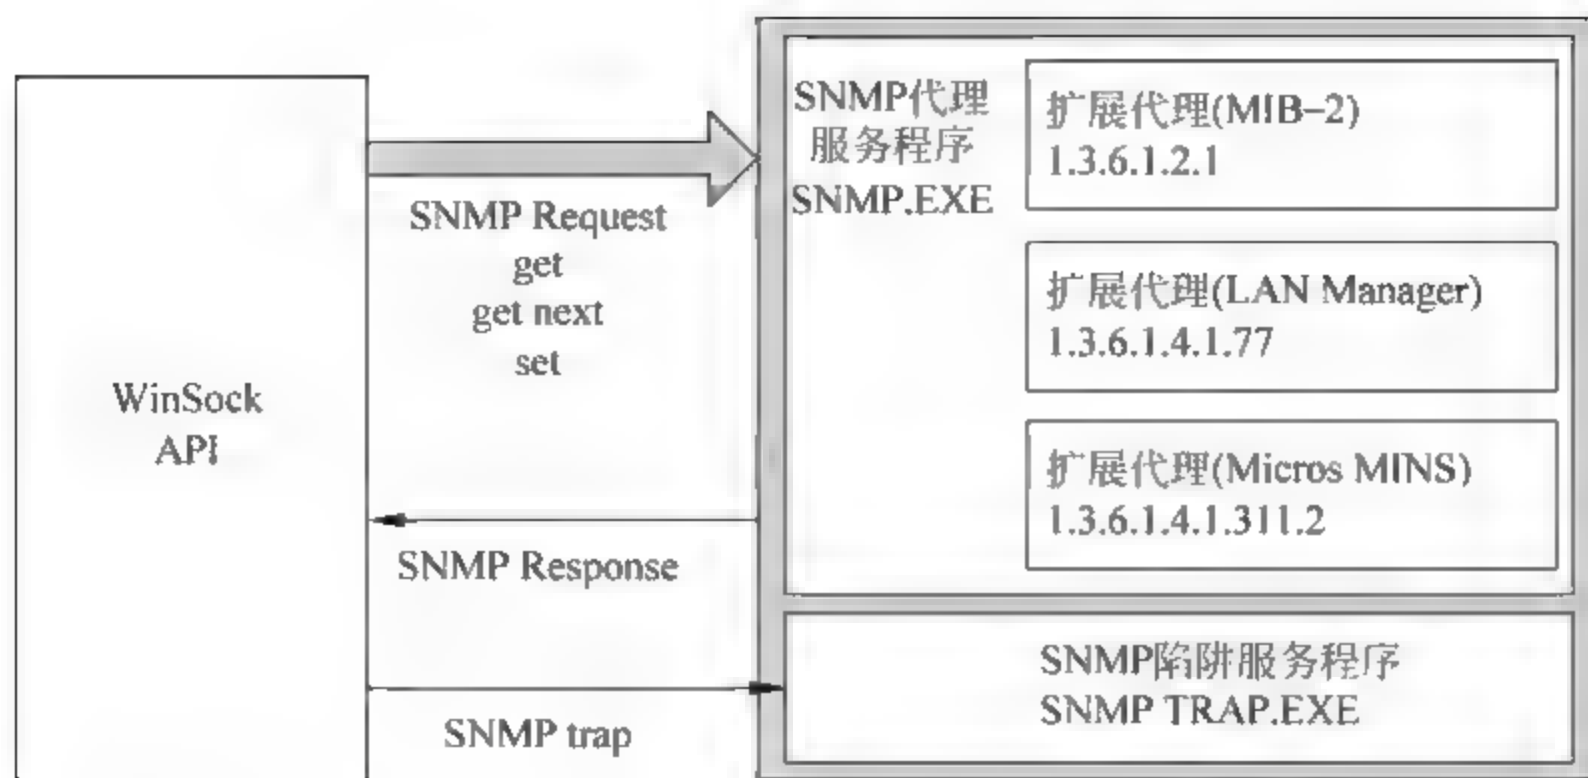 WinSock
API
SNMP Request
get
get next
set
SNMP Response
SNMP trap
SNMP代理
服务程序
SNMP.EXE
扩展代理(MIB-2)
1.3.6.1.2.1
扩展代理(LAN Manager)
1.3.6.1.4.1.77
扩展代理(Micros MINS)
1.3.6.1.4.1.311.2
SNMP陷阱服务程序
SNMP TRAP.EXE